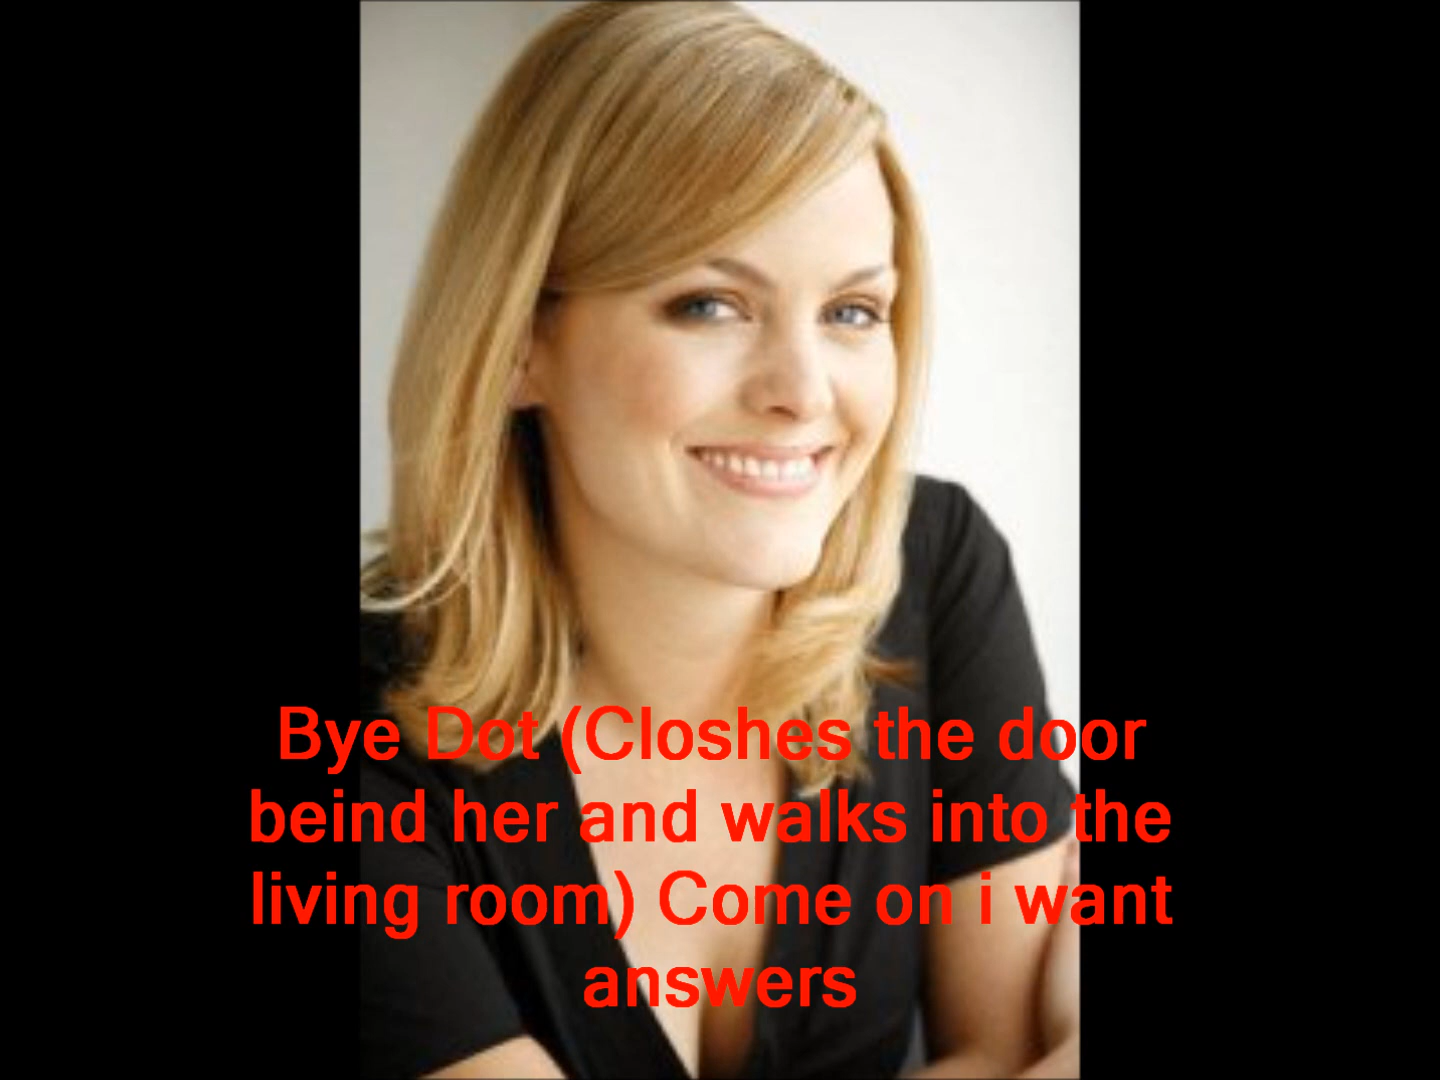 Bye Dot (Closhes the door
beind her and walks into the
living room) Come on i want
answers